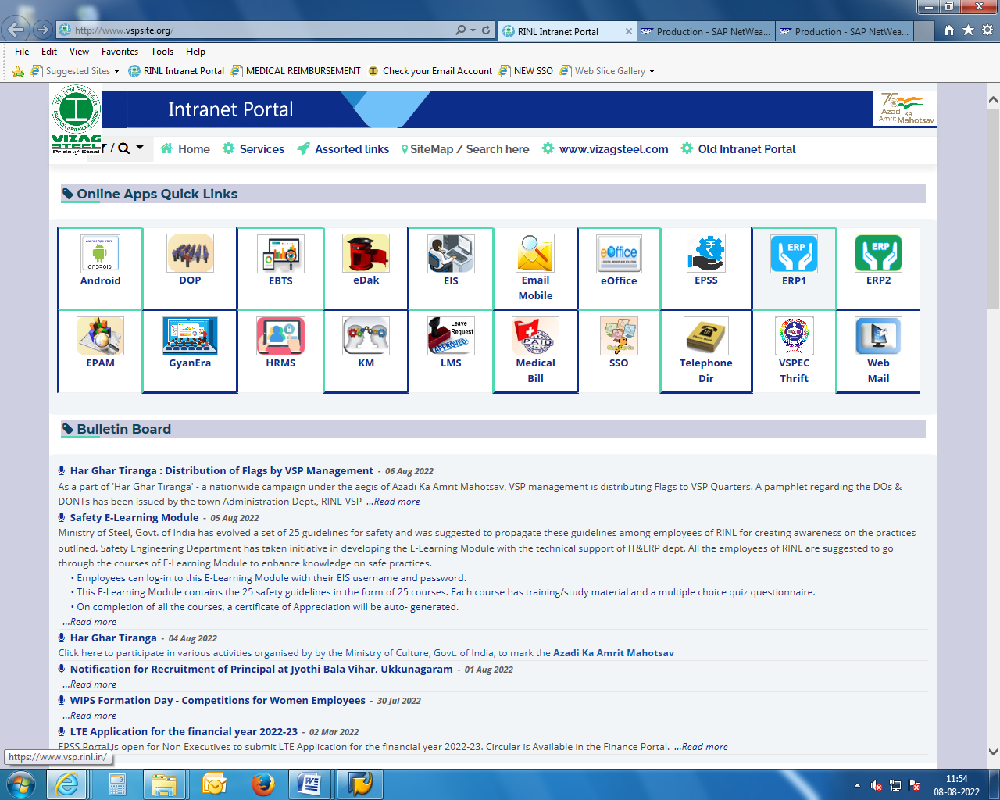 http://www.vspsite.org/
RINL Intranet Portal
Production - SAP NetWea...
Production - SAP NetWea...
File Edit View Favorites Tools Help
Suggested Sites RINL Intranet Portal MEDICAL REIMBURSEMENT Check your Email Account NEW SSO Web Slice Gallery
VIZAG
STEEL
Pride of Steel
Intranet Portal
75
Azadi Ka
Amrit Mahotsav
/ Home Services Assorted links SiteMap / Search here www.vizagsteel.com Old Intranet Portal
Online Apps Quick Links
Android App Store
ANDROID
eOffice
ERP
ERP
Android DOP EBTS eDak EIS Email Mobile eOffice EPSS ERP1 ERP2
Leave Request
APPROVED
PAID
EPAM GyanEra HRMS KM LMS Medical Bill SSO Telephone Dir VSPEC Thrift Web Mail
Bulletin Board
Har Ghar Tiranga : Distribution of Flags by VSP Management - 06 Aug 2022
As a part of 'Har Ghar Tiranga' - a nationwide campaign under the aegis of Azadi Ka Amrit Mahotsav, VSP management is distributing Flags to VSP Quarters. A pamphlet regarding the DOs &
DONTs has been issued by the town Administration Dept., RINL-VSP ...Read more
Safety E-Learning Module - 05 Aug 2022
Ministry of Steel, Govt. of India has evolved a set of 25 guidelines for safety and was suggested to propagate these guidelines among employees of RINL for creating awareness on the practices
outlined. Safety Engineering Department has taken initiative in developing the E-Learning Module with the technical support of IT&ERP dept. All the employees of RINL are suggested to go
through the courses of E-Learning Module to enhance knowledge on safe practices.
• Employees can log-in to this E-Learning Module with their EIS username and password.
• This E-Learning Module contains the 25 safety guidelines in the form of 25 courses. Each course has training/study material and a multiple choice quiz questionnaire.
• On completion of all the courses, a certificate of Appreciation will be auto- generated.
...Read more
Har Ghar Tiranga - 04 Aug 2022
Click here to participate in various activities organised by by the Ministry of Culture, Govt. of India, to mark the Azadi Ka Amrit Mahotsav
Notification for Recruitment of Principal at Jyothi Bala Vihar, Ukkunagaram - 01 Aug 2022
...Read more
WIPS Formation Day - Competitions for Women Employees - 30 Jul 2022
...Read more
LTE Application for the financial year 2022-23 - 02 Mar 2022
EPSS Portal is open for Non Executives to submit LTE Application for the financial year 2022-23. Circular is Available in the Finance Portal. ...Read more
https://www.vsp.rinl.in/
11:54
08-08-2022